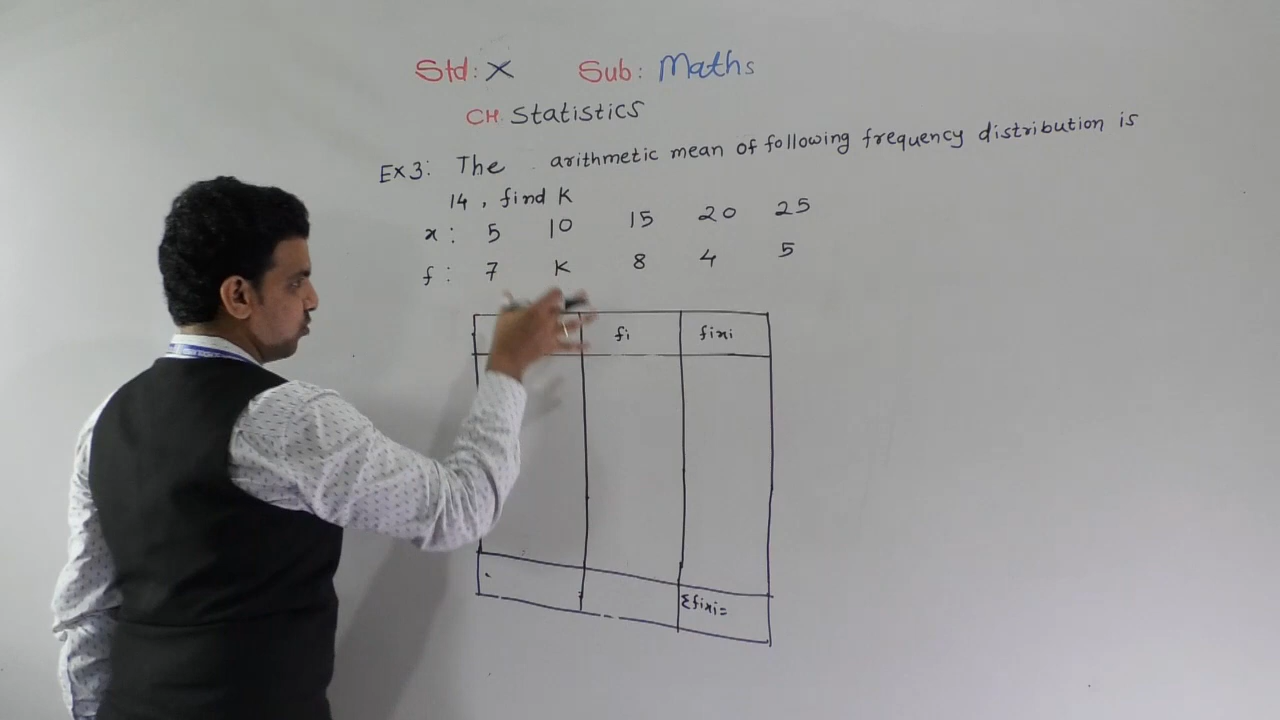 Std: X Sub: Maths
CH. Statistics
Ex3: The arithmetic mean of following frequency distribution is
14, find K
x: 5 10 15 20 25
f: 7 K 8 4 5
fi fixi
Σfixi=